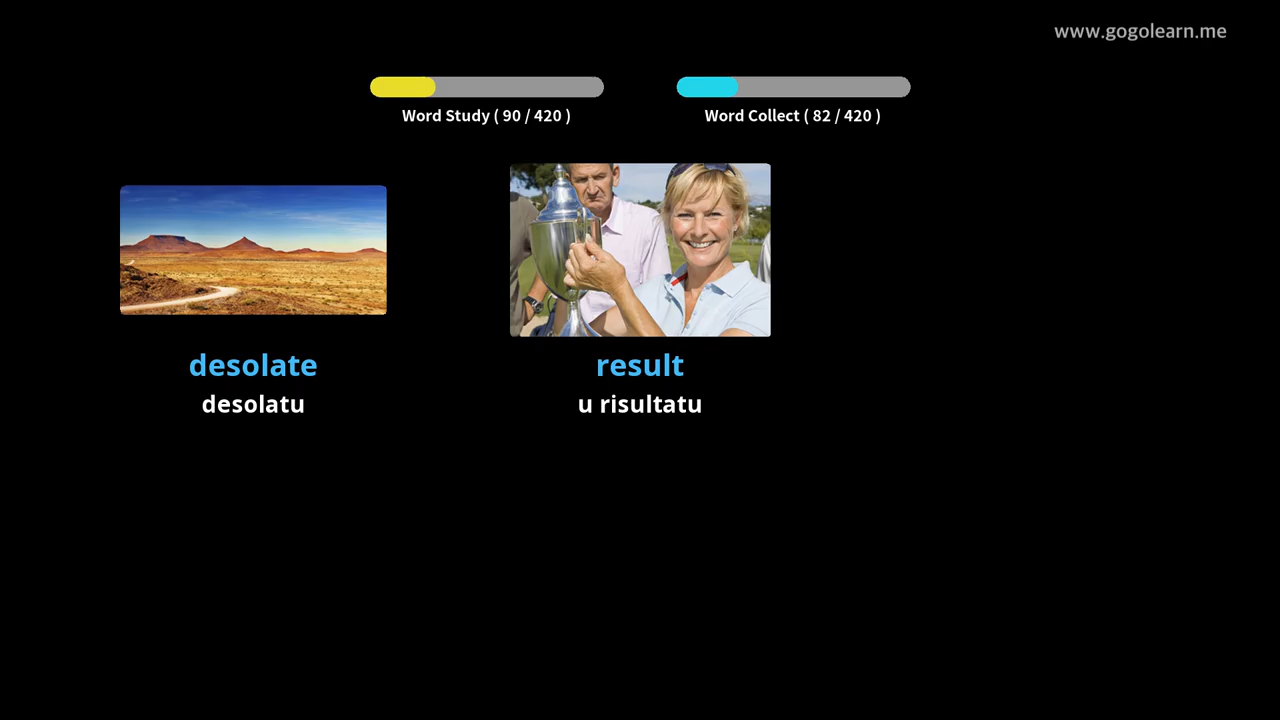 www.gogolearn.me
Word Study ( 90 / 420 )
Word Collect ( 82 / 420 )
desolate
desolatu
result
u risultatu